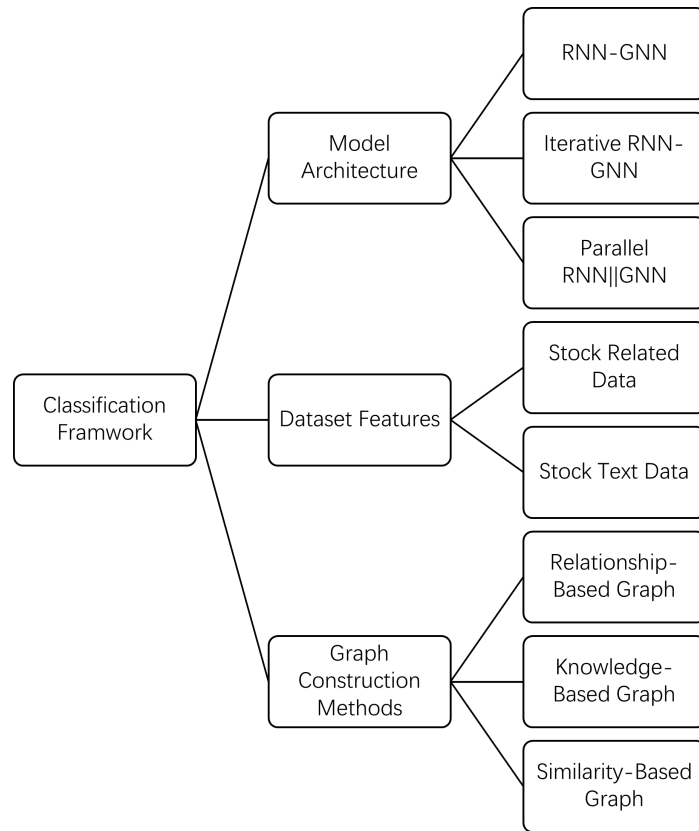 RNN-GNN
Model
Architecture
Iterative RNN-
GNN
Parallel
RNN||GNN
Stock Related
Data
Classification
Framwork
Dataset Features
Stock Text Data
Relationship-
Based Graph
Graph
Construction
Methods
Knowledge-
Based Graph
Similarity-Based
Graph